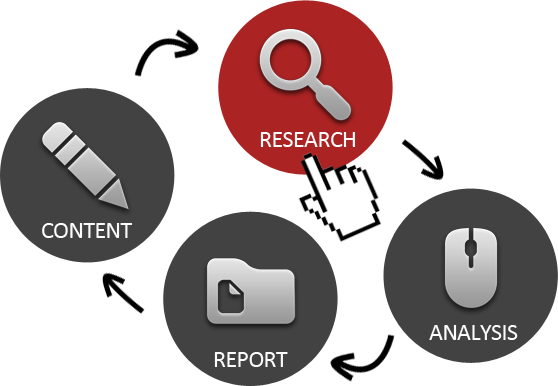 RESEARCH
CONTENT
ANALYSIS
REPORT